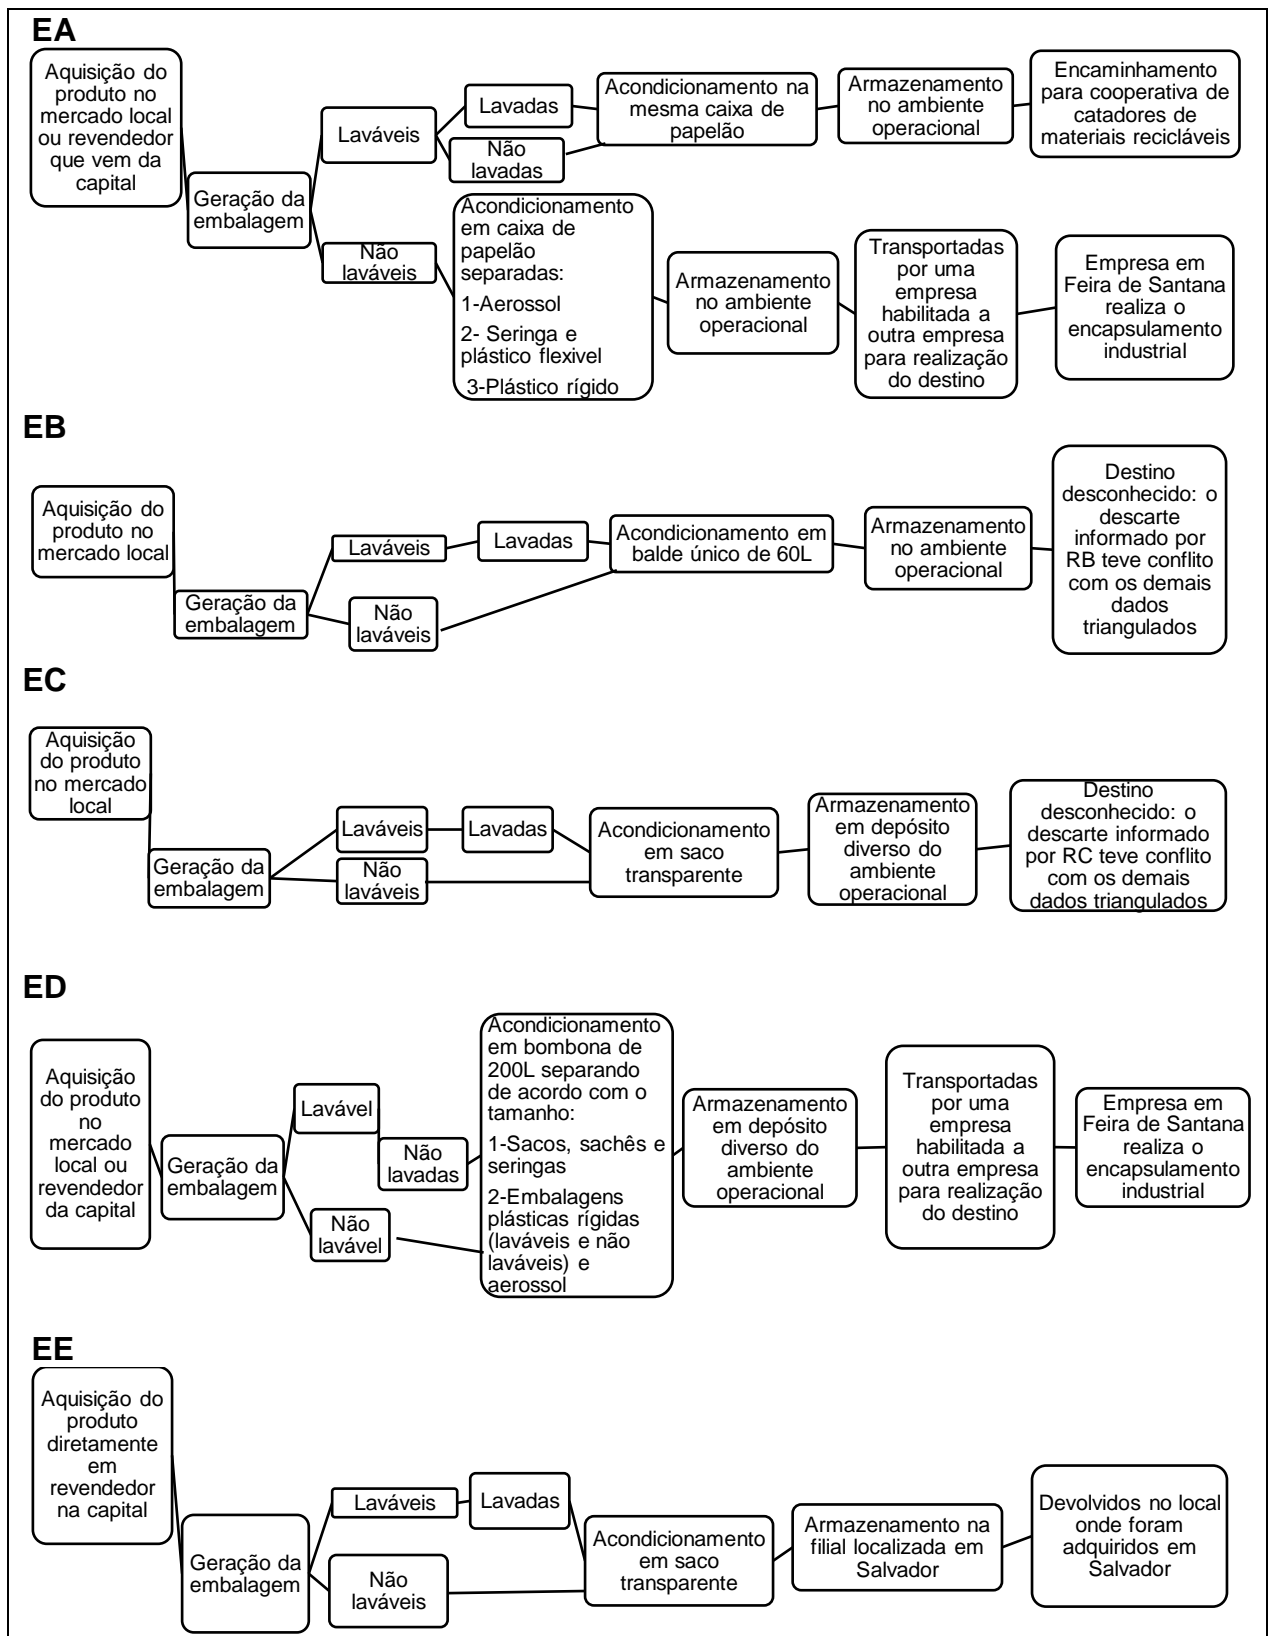 EA
Aquisição do
produto no
mercado local
ou revendedor
que vem da
capital
Geração da
embalagem
Laváveis
Lavadas
Não
lavadas
Acondicionamento na
mesma caixa de
papelão
Armazenamento
no ambiente
operacional
Encaminhamento
para cooperativa de
catadores de
materiais recicláveis
Não
laváveis
Acondicionamento
em caixa de
papelão
separadas:
1-Aerossol
2- Seringa e
plástico flexivel
3-Plástico rígido
Armazenamento
no ambiente
operacional
Transportadas
por uma
empresa
habilitada a
outra empresa
para realização
do destino
Empresa em
Feira de Santana
realiza o
encapsulamento
industrial
EB
Aquisição do
produto no
mercado local
Geração da
embalagem
Laváveis
Lavadas
Não
laváveis
Acondicionamento em
balde único de 60L
Armazenamento
no ambiente
operacional
Destino
desconhecido: o
descarte
informado por
RB teve conflito
com os demais
dados
triangulados
EC
Aquisição
do produto
no mercado
local
Geração da
embalagem
Laváveis
Lavadas
Não
laváveis
Acondicionamento
em saco
transparente
Armazenamento
em depósito
diverso do
ambiente
operacional
Destino
desconhecido: o
descarte informado
por RC teve conflito
com os demais
dados triangulados
ED
Aquisição
do produto
no
mercado
local ou
revendedor
da capital
Geração da
embalagem
Lavável
Não
lavadas
Não
lavável
Acondicionamento
em bombona de
200L separando
de acordo com o
tamanho:
1-Sacos, sachês e
seringas
2-Embalagens
plásticas rígidas
(laváveis e não
laváveis) e
aerossol
Armazenamento
em depósito
diverso do
ambiente
operacional
Transportadas
por uma
empresa
habilitada a
outra empresa
para realização
do destino
Empresa em
Feira de Santana
realiza o
encapsulamento
industrial
EE
Aquisição do
produto
diretamente
em
revendedor
na capital
Geração da
embalagem
Laváveis
Lavadas
Não
laváveis
Acondicionamento
em saco
transparente
Armazenamento na
filial localizada em
Salvador
Devolvidos no local
onde foram
adquiridos em
Salvador